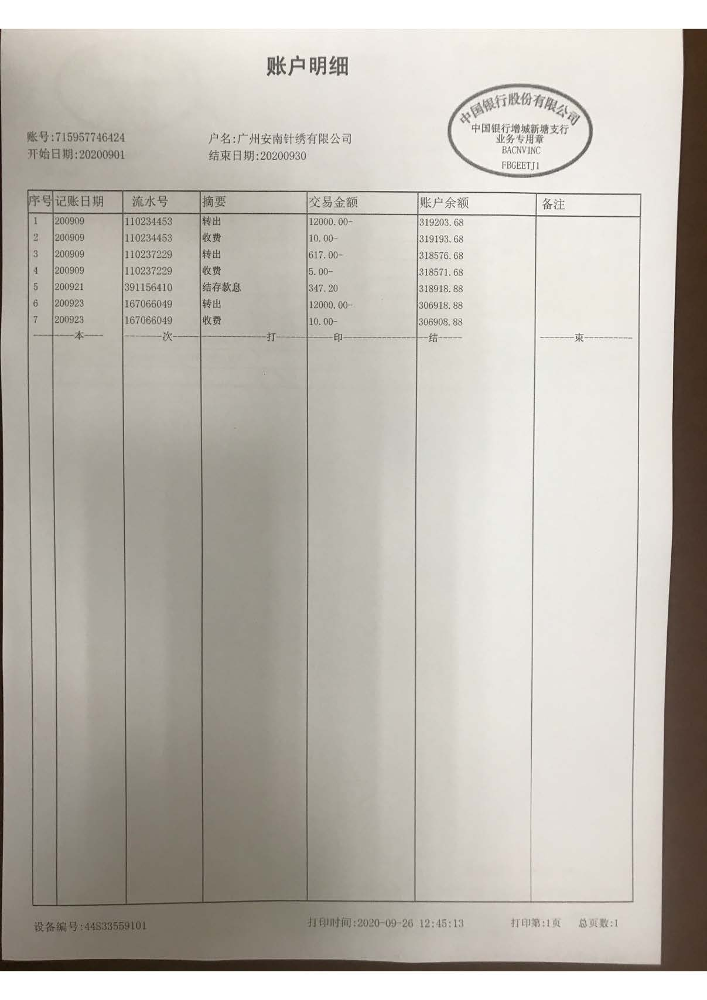 账户明细
中国银行股份有限公司
中国银行增城新塘支行
业务专用章
BACNV1NC
FBGEETJ1
账号:715957746424 户名:广州安南针绣有限公司
开始日期:20200901 结束日期:20200930
序号 记账日期 流水号 摘要 交易金额 账户余额 备注
1 200909 110234453 转出 12000.00- 319203.68
2 200909 110234453 收费 10.00- 319193.68
3 200909 110237229 转出 617.00- 318576.68
4 200909 110237229 收费 5.00- 318571.68
5 200921 391156410 结存款息 347.20 318918.88
6 200923 167066049 转出 12000.00- 306918.88
7 200923 167066049 收费 10.00- 306908.88
--------本---- -------次---- -----------打---- -----印------------ --结----- -------束----------
设备编号:44S33559101 打印时间:2020-09-26 12:45:13 打印第:1页 总页数:1